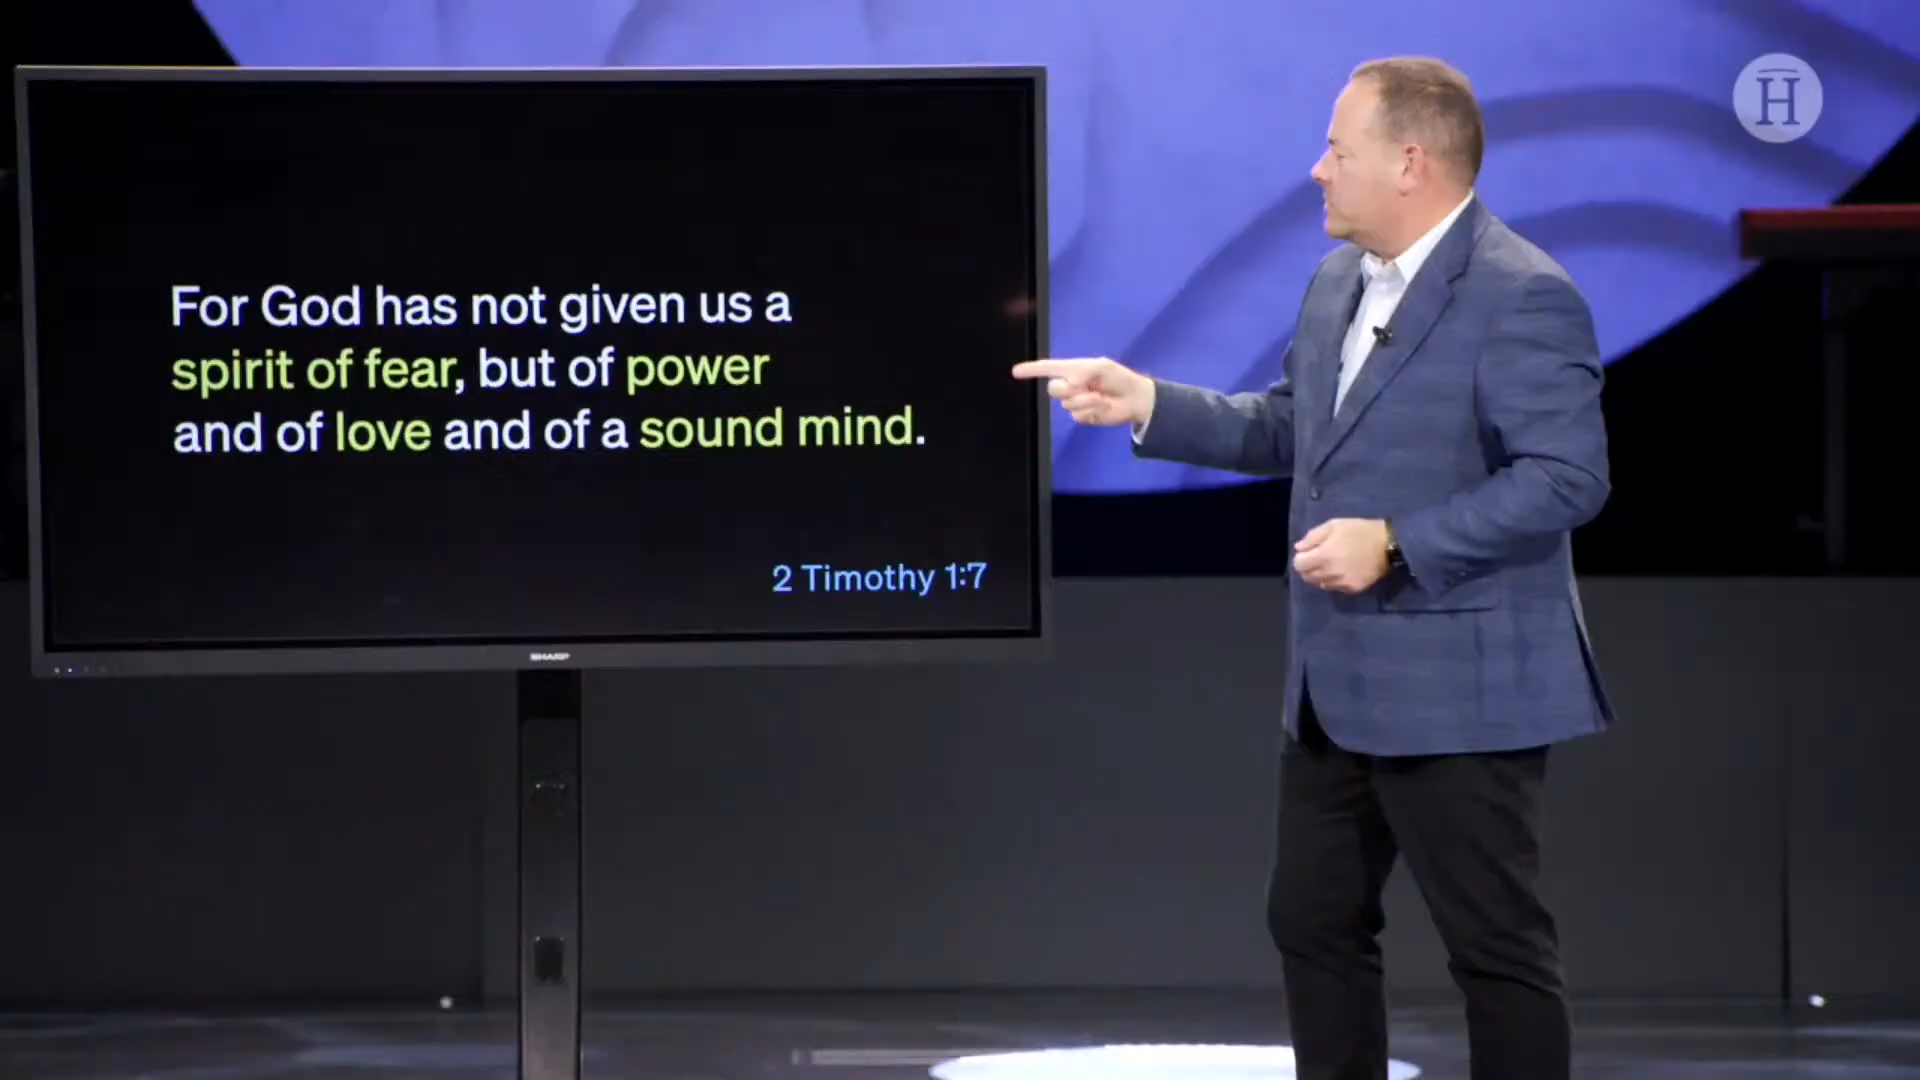 H
For God has not given us a
spirit of fear, but of power
and of love and of a sound mind.
2 Timothy 1:7
SHARP